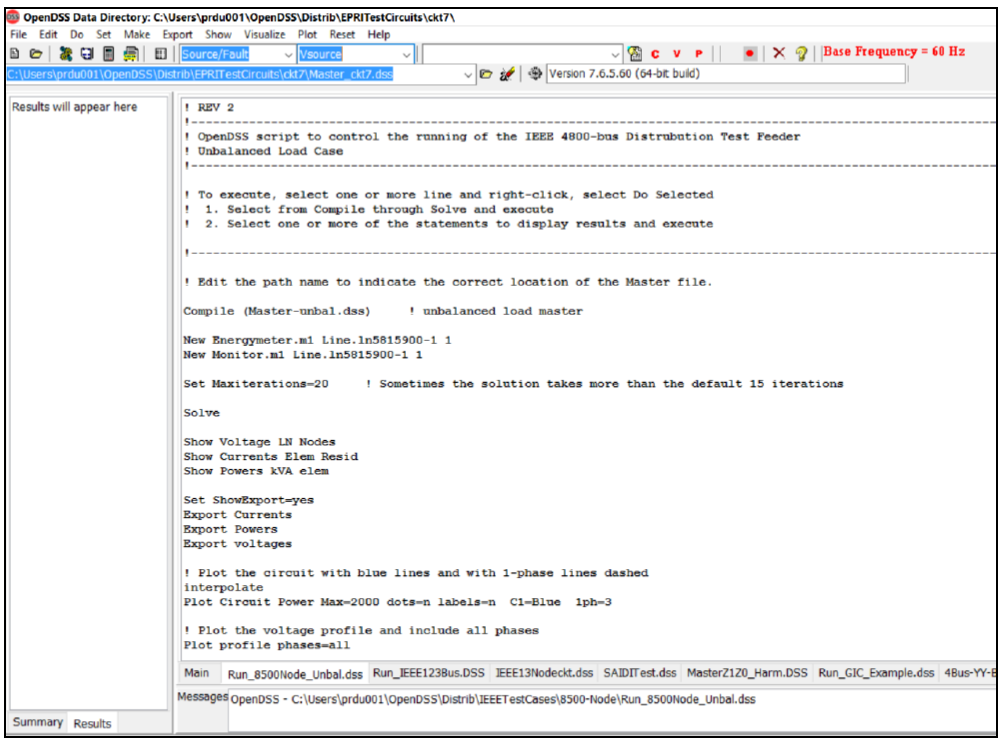 OpenDSS Data Directory: C:\Users\prdu001\OpenDSS\Distrib\EPRITestCircuits\ckt7\
File Edit Do Set Make Export Show Visualize Plot Reset Help
Source/Fault Vsource C V P Base Frequency = 60 Hz
C:\Users\prdu001\OpenDSS\Distrib\EPRITestCircuits\ckt7\Master_ckt7.dss Version 7.6.5.60 (64-bit build)
Results will appear here
! REV 2
!-------------------------------------------------------------------------------
! OpenDSS script to control the running of the IEEE 4800-bus Distrubution Test Feeder
! Unbalanced Load Case
!-------------------------------------------------------------------------------
! To execute, select one or more line and right-click, select Do Selected
!  1. Select from Compile through Solve and execute
!  2. Select one or more of the statements to display results and execute
!-------------------------------------------------------------------------------
! Edit the path name to indicate the correct location of the Master file.
Compile (Master-unbal.dss)     ! unbalanced load master
New Energymeter.m1 Line.ln5815900-1 1
New Monitor.m1 Line.ln5815900-1 1
Set Maxiterations=20     ! Sometimes the solution takes more than the default 15 iterations
Solve
Show Voltage LN Nodes
Show Currents Elem Resid
Show Powers kVA elem
Set ShowExport=yes
Export Currents
Export Powers
Export voltages
! Plot the circuit with blue lines and with 1-phase lines dashed
interpolate
Plot Circuit Power Max=2000 dots=n labels=n  C1=Blue  1ph=3
! Plot the voltage profile and include all phases
Plot profile phases=all
Main Run_8500Node_Unbal.dss Run_IEEE123Bus.DSS IEEE13Nodeckt.dss SAIDITest.dss MasterZ1Z0_Harm.DSS Run_GIC_Example.dss 4Bus-YY-B
Messages OpenDSS - C:\Users\prdu001\OpenDSS\Distrib\IEEETestCases\8500-Node\Run_8500Node_Unbal.dss
Summary Results